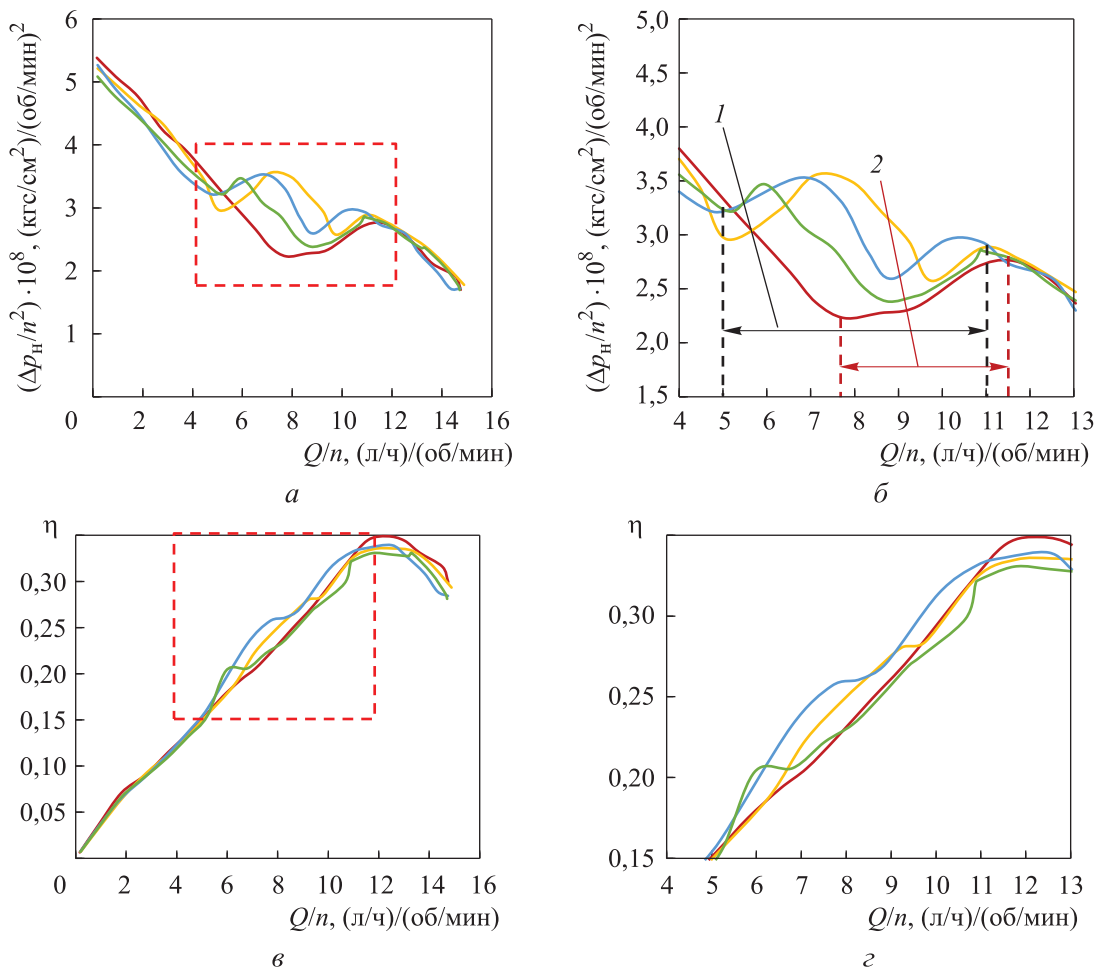 (Δpн/n²) ·10⁸, (кгс/см²)/(об/мин)²
6
5
4
3
2
1
0 2 4 6 8 10 12 14 16
Q/n, (л/ч)/(об/мин)
а
(Δpн/n²) ·10⁸, (кгс/см²)/(об/мин)²
5,0
4,5
4,0
3,5
3,0
2,5
2,0
1,5
1
2
4 5 6 7 8 9 10 11 12 13
Q/n, (л/ч)/(об/мин)
б
η
0,30
0,25
0,20
0,15
0,10
0,05
0 2 4 6 8 10 12 14 16
Q/n, (л/ч)/(об/мин)
в
η
0,30
0,25
0,20
0,15
4 5 6 7 8 9 10 11 12 13
Q/n, (л/ч)/(об/мин)
г